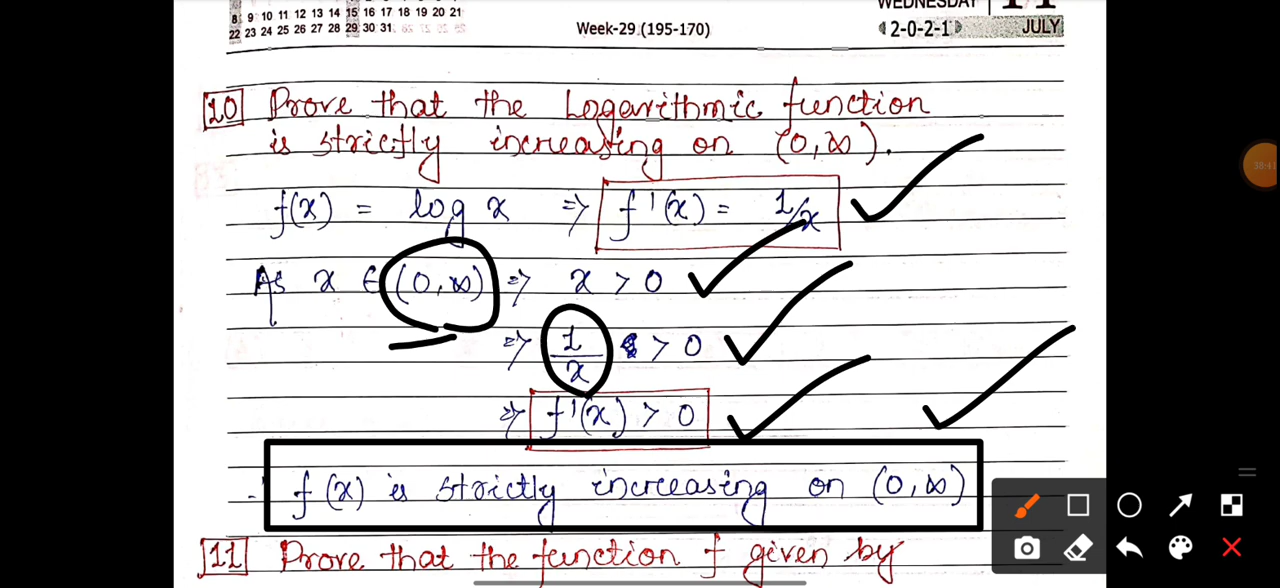 WEDNESDAY
8 9 10 11 12 13 14 15 16 17 18 19 20 21
22 23 24 25 26 27 28 29 30 31
Week-29 (195-170)
2-0-2-1
JULY
10 Prove that the Logarithmic function
is strictly increasing on (0, ∞).
f(x) = log x ⇒ f'(x) = 1/x
As x ∈ (0, ∞) ⇒ x > 0
⇒ 1/x > 0
⇒ f'(x) > 0
f(x) is strictly increasing on (0, ∞)
11 Prove that the function f given by
38:41